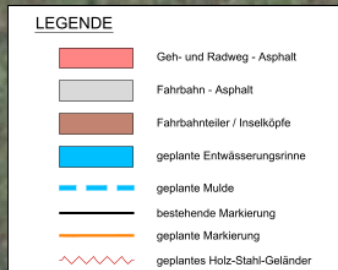 LEGENDE
Geh- und Radweg - Asphalt
Fahrbahn - Asphalt
Fahrbahnteiler / Inselköpfe
geplante Entwässerungsrinne
geplante Mulde
bestehende Markierung
geplante Markierung
geplantes Holz-Stahl-Geländer